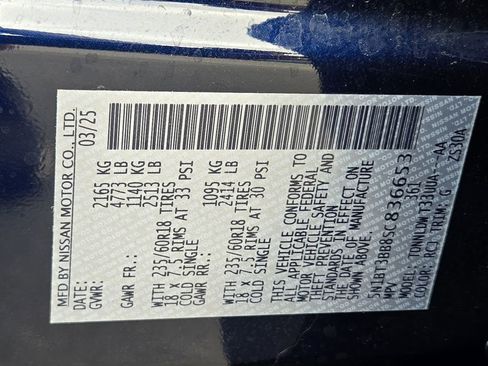 MFD BY NISSAN MOTOR CO., LTD.
DATE: 03/25
GVWR: 2165 KG
4773 LB
GAWR FR.: 1140 KG
2513 LB
WITH 235/60R18 TIRES
18 x 7.5 RIMS AT 33 PSI
COLD SINGLE
GAWR RR.: 1095 KG
2414 LB
WITH 235/60R18 TIRES
18 x 7.5 RIMS AT 30 PSI
COLD SINGLE
THIS VEHICLE CONFORMS TO
ALL APPLICABLE FEDERAL
MOTOR VEHICLE SAFETY AND
THEFT PREVENTION
STANDARDS IN EFFECT ON
THE DATE OF MANUFACTURE
SHOWN ABOVE.
5N1BT3BB8SC836653
MPV 361
MODEL:
COLOR: RCJ TRIM: G ZS30A